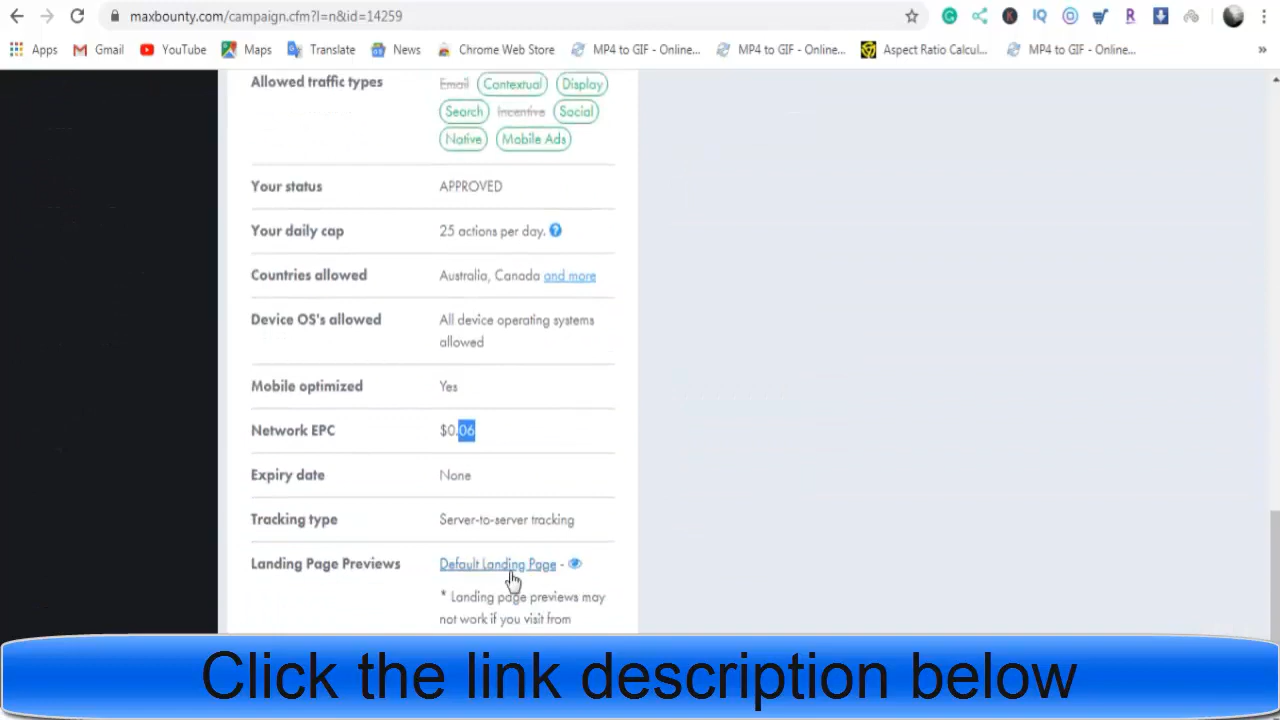 maxbounty.com/campaign.cfm?l=n&id=14259
Apps Gmail YouTube Maps Translate News Chrome Web Store MP4 to GIF - Online... MP4 to GIF - Online... Aspect Ratio Calcul... MP4 to GIF - Online... »
Allowed traffic types Email Contextual Display
Search Incentive Social
Native Mobile Ads
Your status APPROVED
Your daily cap 25 actions per day. ?
Countries allowed Australia, Canada and more
Device OS's allowed All device operating systems
allowed
Mobile optimized Yes
Network EPC $0.06
Expiry date None
Tracking type Server-to-server tracking
Landing Page Previews Default Landing Page -
* Landing page previews may
not work if you visit from
Click the link description below